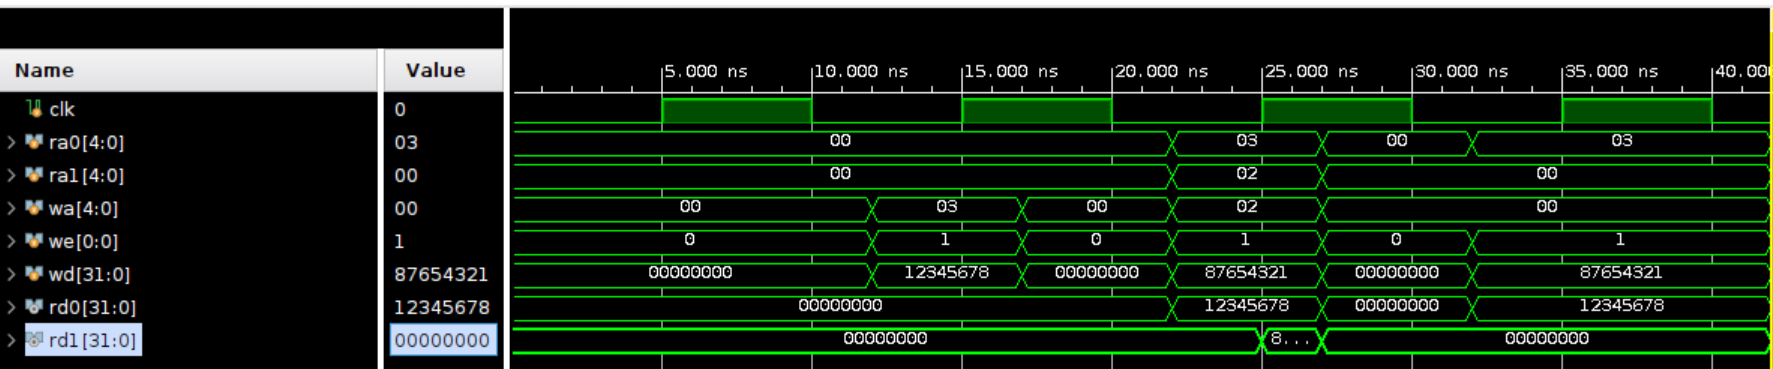 Name Value
5.000 ns 10.000 ns 15.000 ns 20.000 ns 25.000 ns 30.000 ns 35.000 ns 40.00
clk 0
ra0[4:0] 03 00 03 00 03
ra1[4:0] 00 00 02 00
wa[4:0] 00 00 03 00 02 00
we[0:0] 1 0 1 0 1 0 1
wd[31:0] 87654321 00000000 12345678 00000000 87654321 00000000 87654321
rd0[31:0] 12345678 00000000 12345678 00000000 12345678
rd1[31:0] 00000000 00000000 8... 00000000